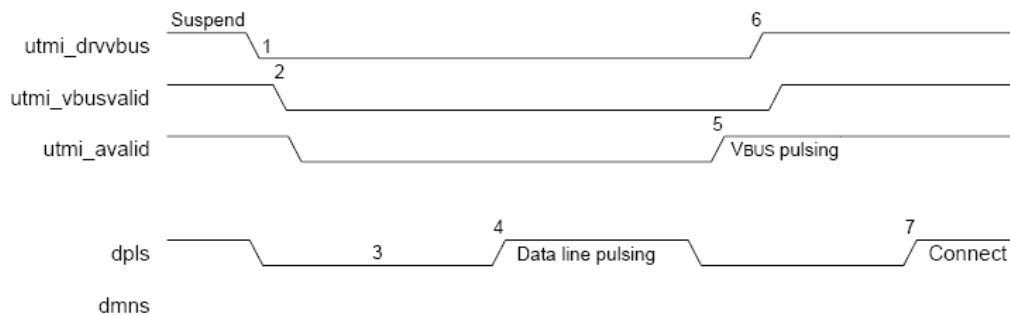 Suspend
6
utmi_drvvbus
1
2
utmi_vbusvalid
5
utmi_avalid
VBUS pulsing
4
7
dpls
3
Data line pulsing
Connect
dmns